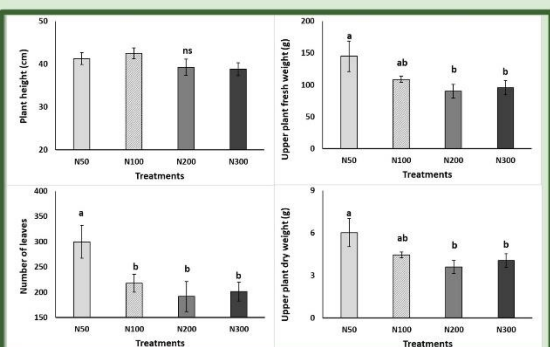 50
40
30
20
Plant height (cm)
ns
N50 N100 N200 N300
Treatments
200
150
100
50
0
Upper plant fresh weight (g)
a
ab
b
b
N50 N100 N200 N300
Treatments
400
350
300
250
200
150
Number of leaves
a
b
b
b
N50 N100 N200 N300
Treatments
9
6
3
0
Upper plant dry weight (g)
a
ab
b
b
N50 N100 N200 N300
Treatments